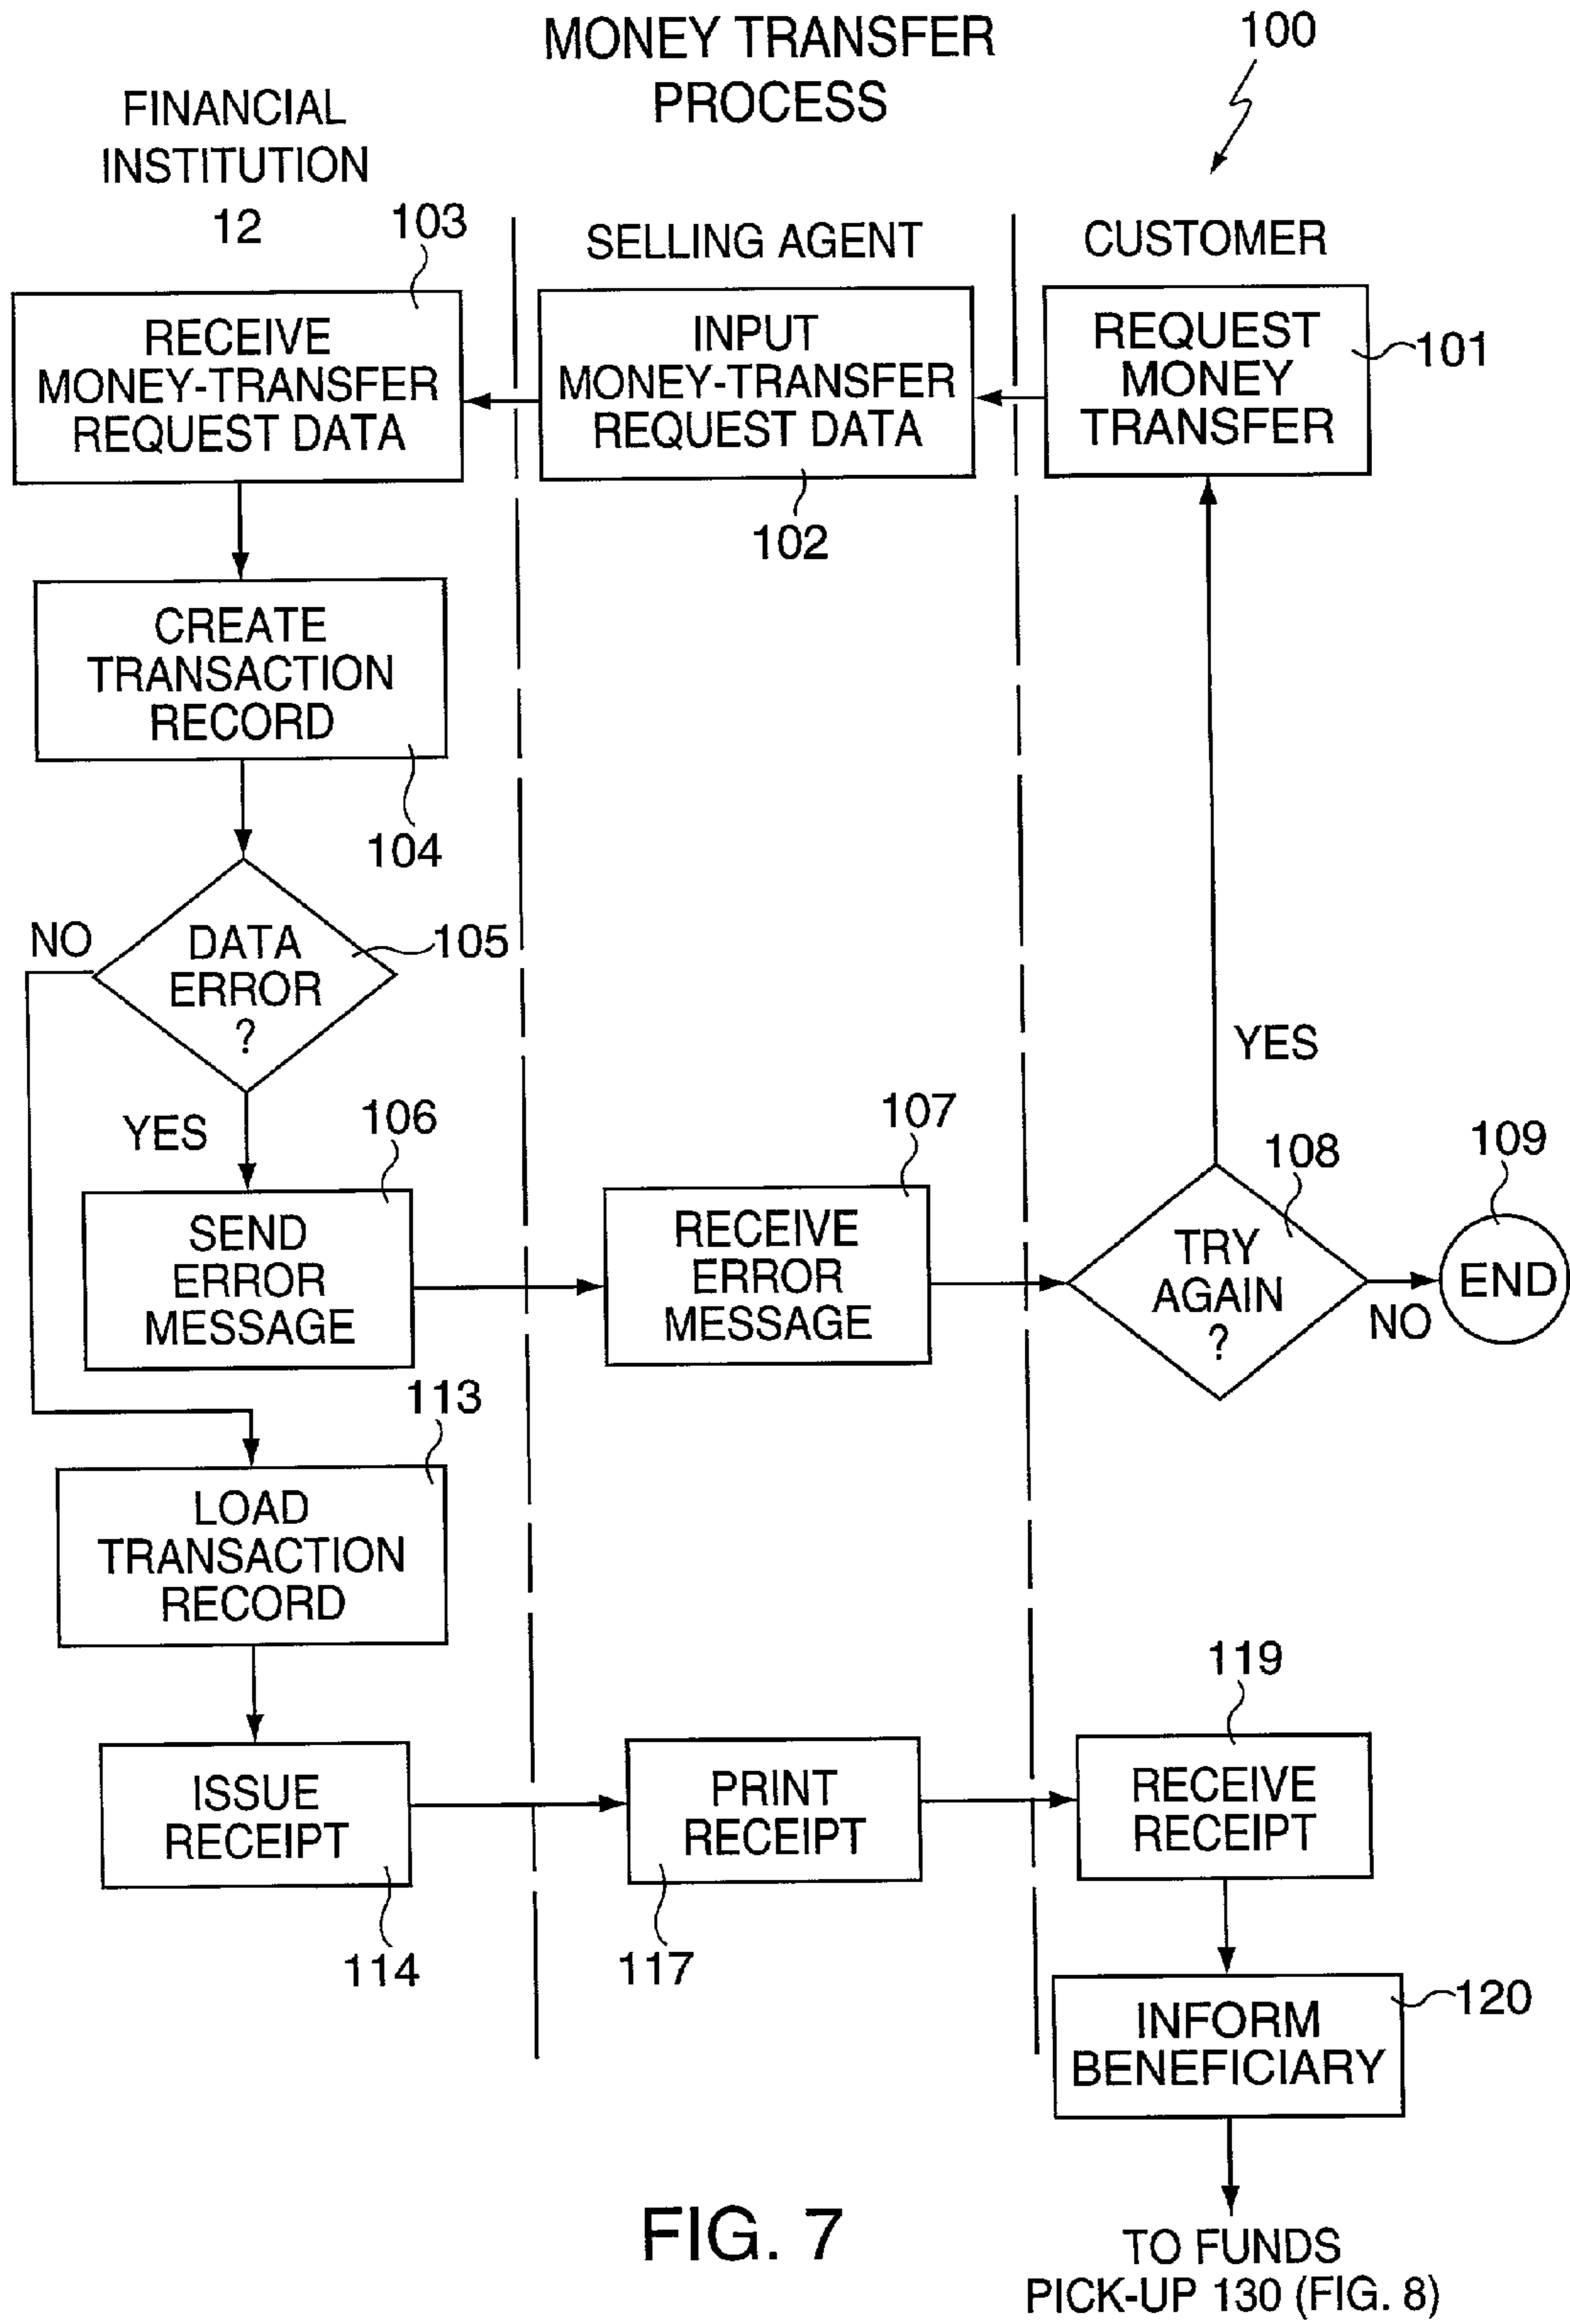 MONEY TRANSFER
PROCESS
100
FINANCIAL
INSTITUTION
12
SELLING AGENT
CUSTOMER
103
RECEIVE
MONEY-TRANSFER
REQUEST DATA
INPUT
MONEY-TRANSFER
REQUEST DATA
102
REQUEST
MONEY
TRANSFER
101
CREATE
TRANSACTION
RECORD
104
NO
DATA
ERROR
?
105
YES
YES
106
SEND
ERROR
MESSAGE
107
RECEIVE
ERROR
MESSAGE
108
TRY
AGAIN
?
NO
109
END
113
LOAD
TRANSACTION
RECORD
ISSUE
RECEIPT
114
PRINT
RECEIPT
117
119
RECEIVE
RECEIPT
INFORM
BENEFICIARY
120
FIG. 7
TO FUNDS
PICK-UP 130 (FIG. 8)